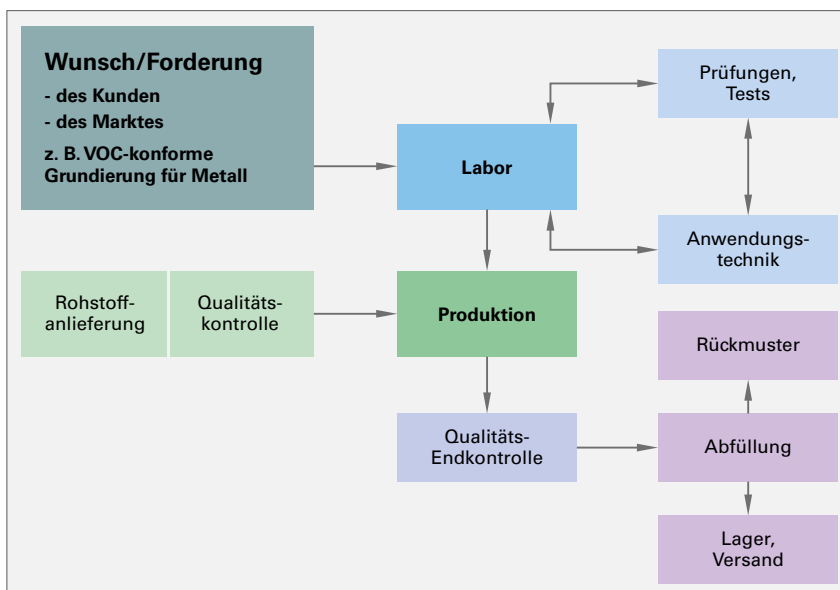 Wunsch/Forderung
- des Kunden
- des Marktes
z. B. VOC-konforme
Grundierung für Metall
Labor
Prüfungen,
Tests
Anwendungs-
technik
Rohstoff-
anlieferung
Qualitäts-
kontrolle
Produktion
Rückmuster
Qualitäts-
Endkontrolle
Abfüllung
Lager,
Versand